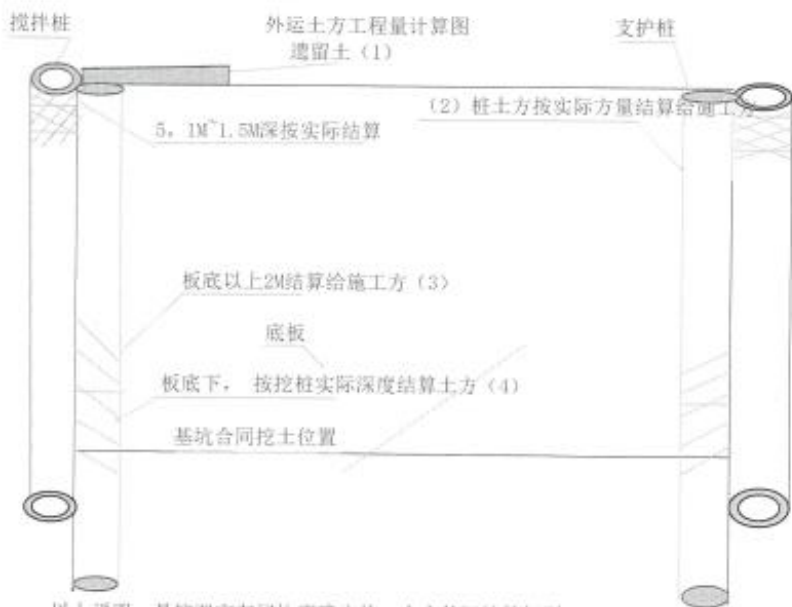 搅拌桩
外运土方工程量计算图
遗留土(1)
支护桩
(2)桩土方按实际方量结算给施工方
5。1M~1.5M深按实际结算
板底以上2M结算给施工方(3)
底板
板底下, 按挖桩实际深度结算土方(4)
基坑合同挖土位置